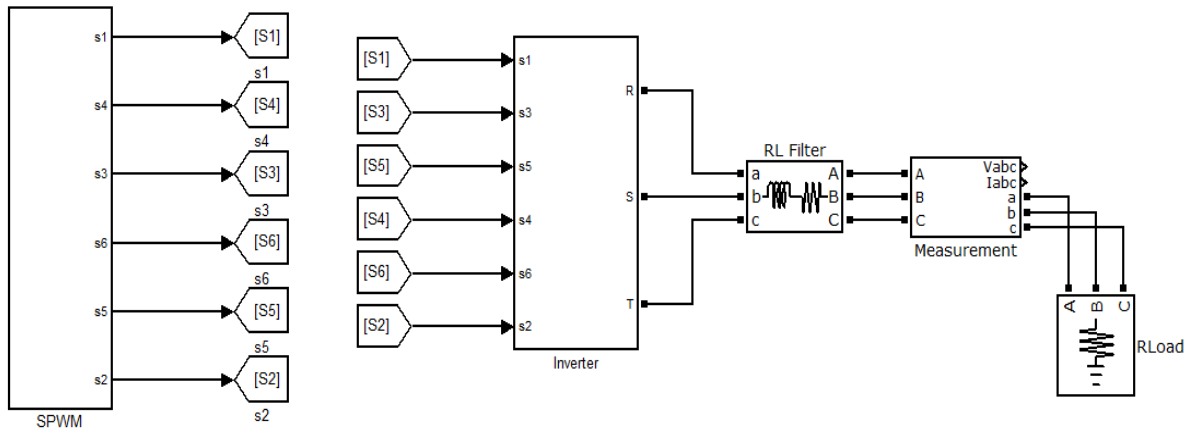 s1
[S1]
s1
s4
[S4]
s4
s3
[S3]
s3
s6
[S6]
s6
s5
[S5]
s5
s2
[S2]
s2
SPWM
[S1]
s1
[S3]
s3
[S5]
s5
[S4]
s4
[S6]
s6
[S2]
s2
R
S
T
Inverter
RL Filter
a A
b B
c C
Vabc
Iabc
A a
B b
C c
Measurement
A B C
RLoad